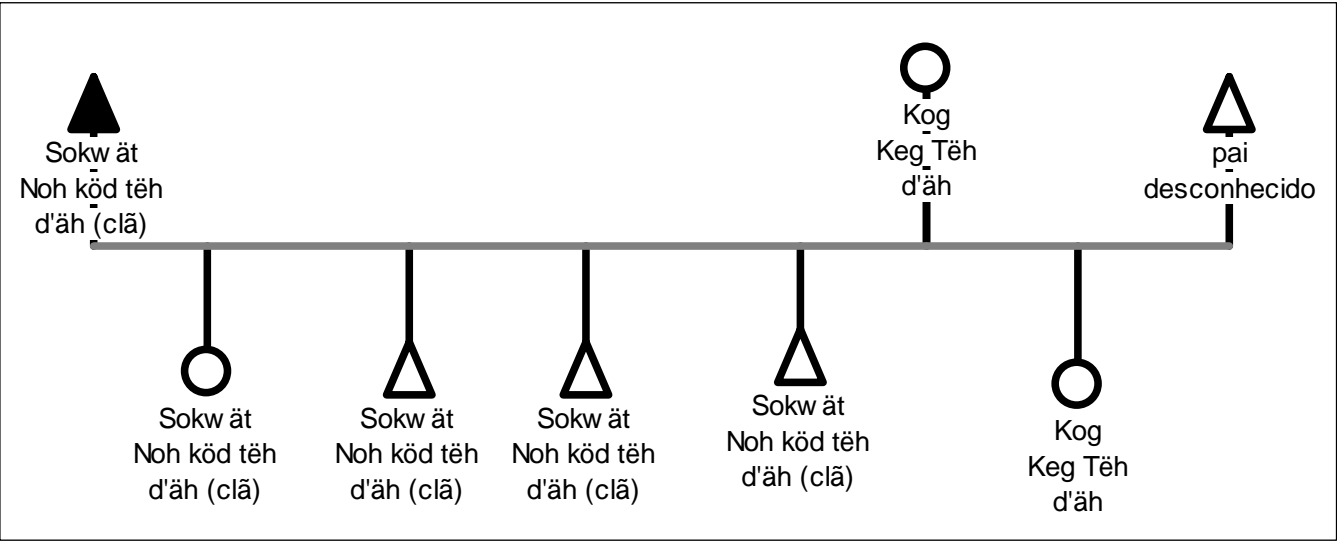 Sokw ät
Noh köd tëh
d'äh (clã)
Kog
Keg Tëh
d'äh
pai
desconhecido
Sokw ät
Noh köd tëh
d'äh (clã)
Sokw ät
Noh köd tëh
d'äh (clã)
Sokw ät
Noh köd tëh
d'äh (clã)
Sokw ät
Noh köd tëh
d'äh (clã)
Kog
Keg Tëh
d'äh